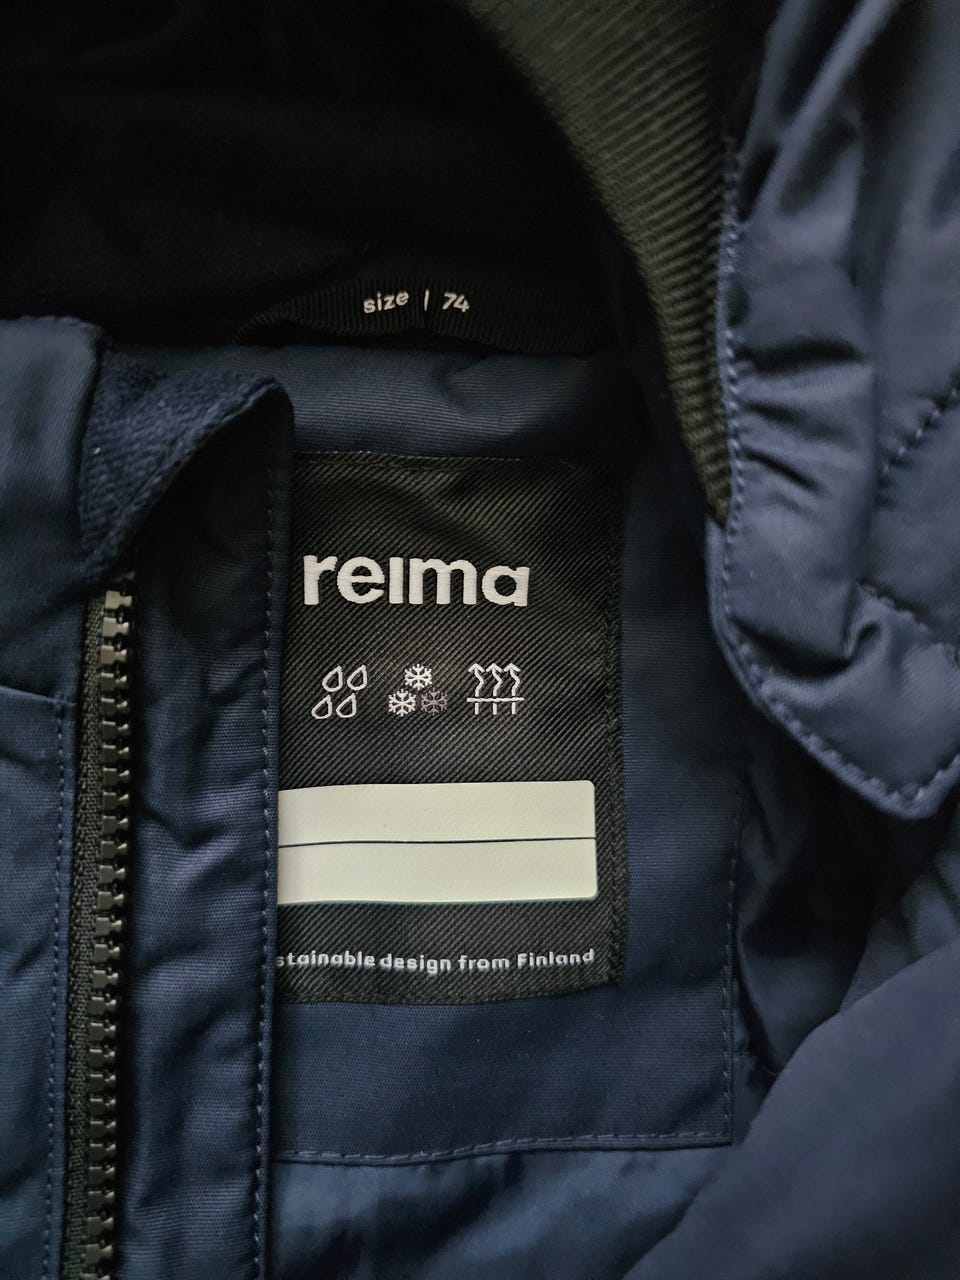 size | 74
reima
stainable design from Finland